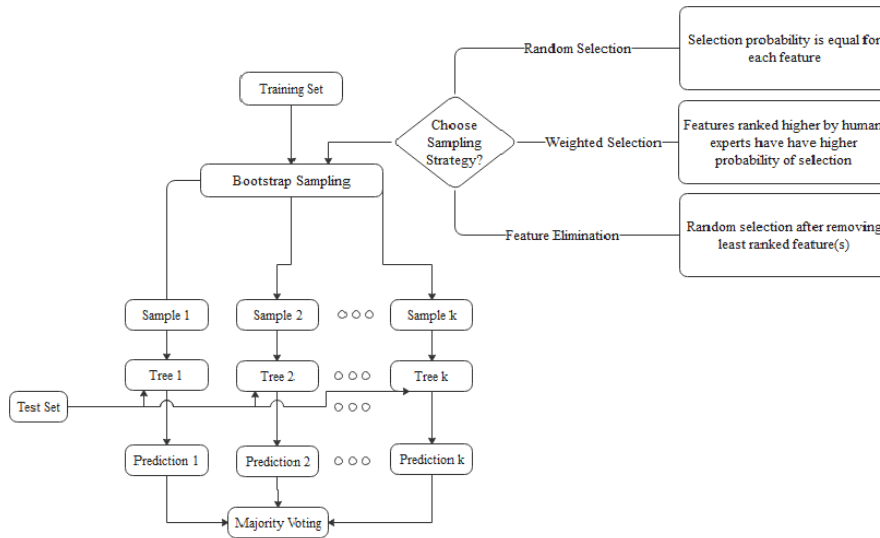 Random Selection
Selection probability is equal for
each feature
Training Set
Choose
Sampling
Strategy?
Weighted Selection
Features ranked higher by human
experts have have higher
probability of selection
Bootstrap Sampling
Feature Elimination
Random selection after removing
least ranked feature(s)
Sample 1
Sample 2
Sample k
Tree 1
Tree 2
Tree k
Test Set
Prediction 1
Prediction 2
Prediction k
Majority Voting